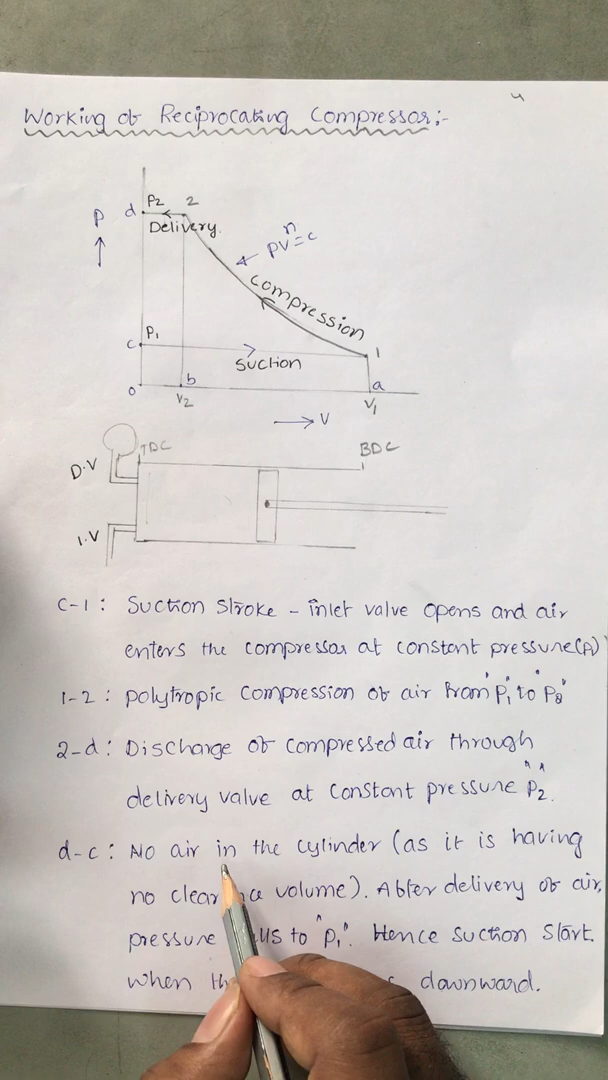 4
Working of Reciprocating Compressor:-
P2 2
d
P
Delivery.
PVⁿ=C
Compression
P1
c
1
Suction
o b a
V2 V1
V
TDC BDC
D.V
I.V
C-1: Suction Stroke - inlet valve opens and air
enters the compressor at constant pressure(P1)
1-2: polytropic compression of air from "P1" to "P2"
2-d: Discharge of compressed air through
delivery valve at constant pressure "P2".
d-c: No air in the cylinder (as it is having
no volume). After delivery of air,
pressure to "P1". Hence suction start.
when downward.